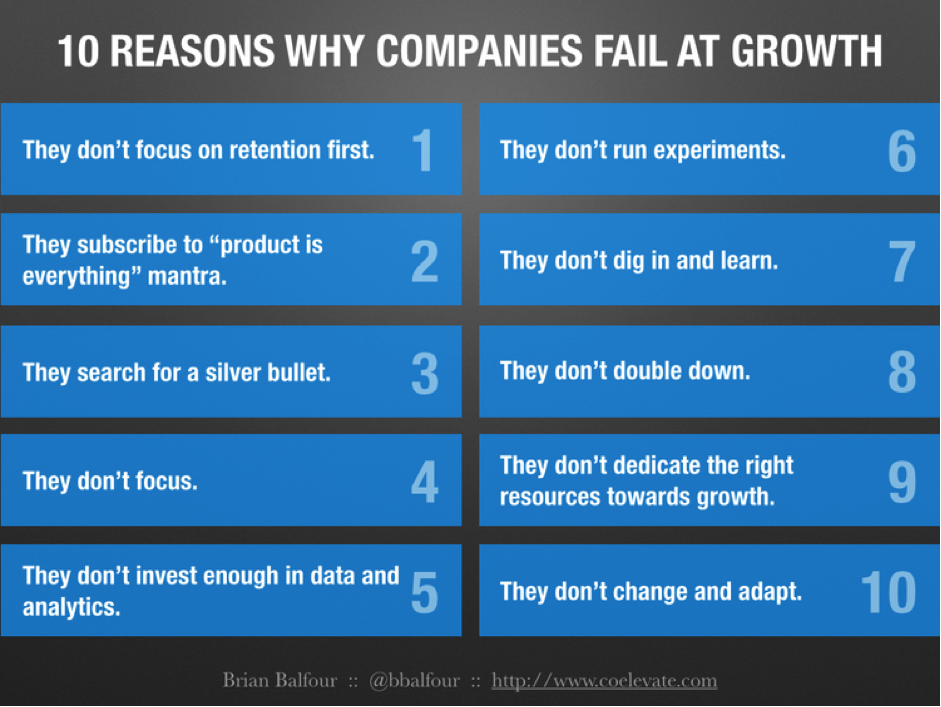 10 REASONS WHY COMPANIES FAIL AT GROWTH
They don’t focus on retention first.
1
They subscribe to “product is
everything” mantra.
2
They search for a silver bullet.
3
They don’t focus.
4
They don’t invest enough in data and
analytics.
5
They don’t run experiments.
6
They don’t dig in and learn.
7
They don’t double down.
8
They don’t dedicate the right
resources towards growth.
9
They don’t change and adapt.
10
Brian Balfour :: @bbalfour :: http://www.coelevate.com